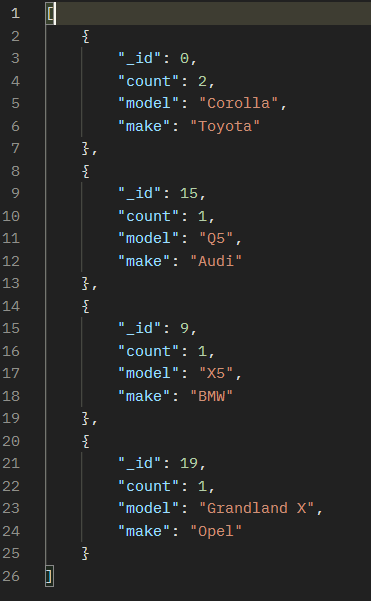 1 [
2 {
3 "_id": 0,
4 "count": 2,
5 "model": "Corolla",
6 "make": "Toyota"
7 },
8 {
9 "_id": 15,
10 "count": 1,
11 "model": "Q5",
12 "make": "Audi"
13 },
14 {
15 "_id": 9,
16 "count": 1,
17 "model": "X5",
18 "make": "BMW"
19 },
20 {
21 "_id": 19,
22 "count": 1,
23 "model": "Grandland X",
24 "make": "Opel"
25 }
26 ]